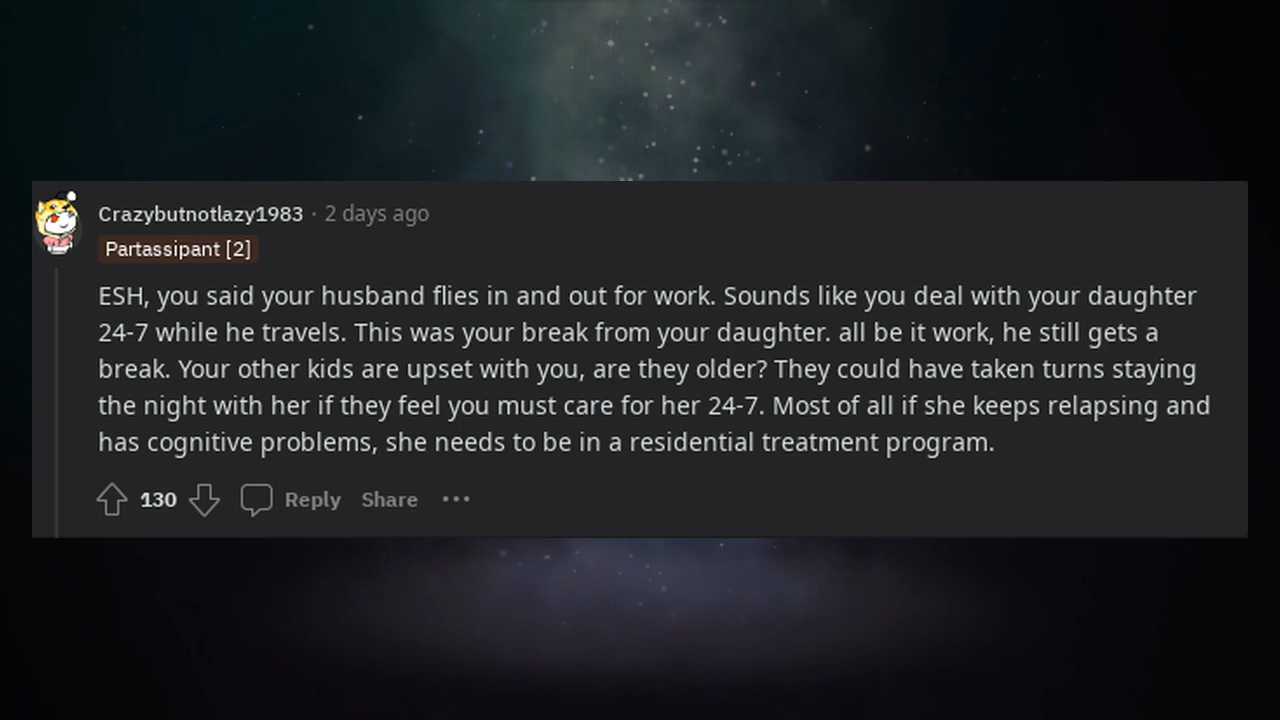 Crazybutnotlazy1983 · 2 days ago
Partassipant [2]
ESH, you said your husband flies in and out for work. Sounds like you deal with your daughter
24-7 while he travels. This was your break from your daughter. all be it work, he still gets a
break. Your other kids are upset with you, are they older? They could have taken turns staying
the night with her if they feel you must care for her 24-7. Most of all if she keeps relapsing and
has cognitive problems, she needs to be in a residential treatment program.
130 Reply Share •••